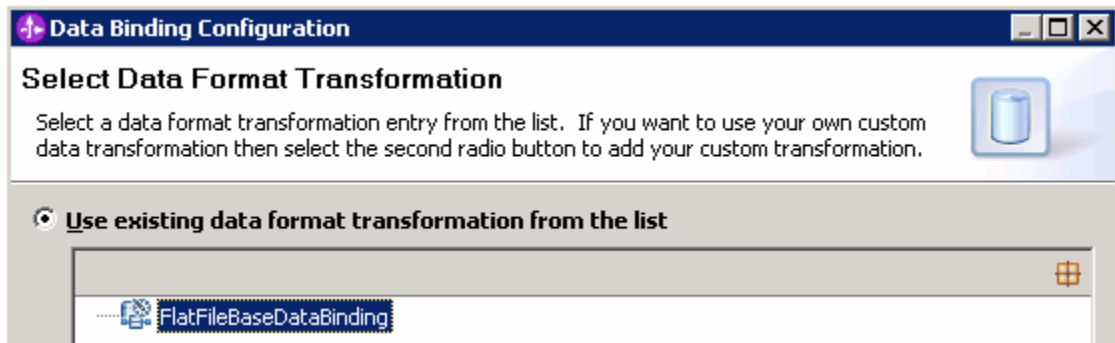 Data Binding Configuration
Select Data Format Transformation
Select a data format transformation entry from the list.  If you want to use your own custom
data transformation then select the second radio button to add your custom transformation.
Use existing data format transformation from the list
FlatFileBaseDataBinding